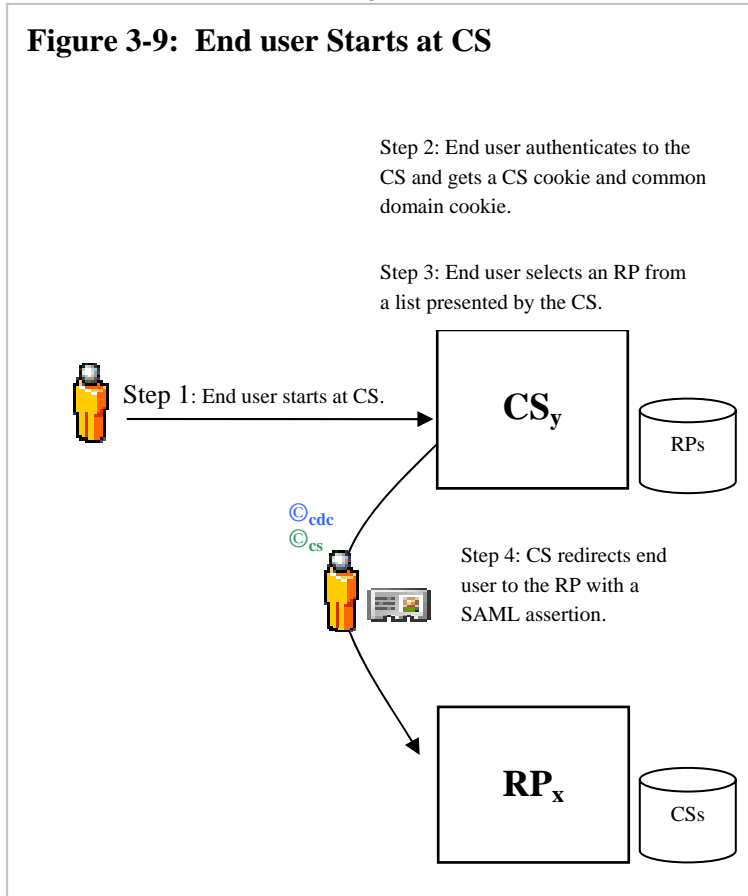 Figure 3-9:  End user Starts at CS
Step 2: End user authenticates to the
CS and gets a CS cookie and common
domain cookie.
Step 3: End user selects an RP from
a list presented by the CS.
Step 1: End user starts at CS.
CSy
RPs
©cdc
©cs
Step 4: CS redirects end
user to the RP with a
SAML assertion.
RPx
CSs